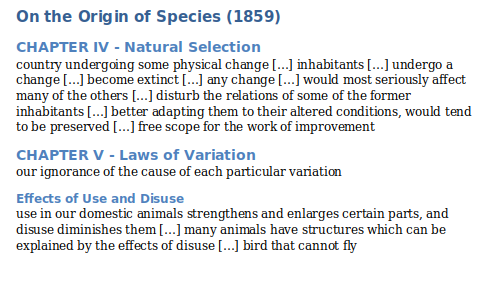 On the Origin of Species (1859)
CHAPTER IV - Natural Selection
country undergoing some physical change [...] inhabitants [...] undergo a
change [...] become extinct [...] any change [...] would most seriously affect
many of the others [...] disturb the relations of some of the former
inhabitants [...] better adapting them to their altered conditions, would tend
to be preserved [...] free scope for the work of improvement
CHAPTER V - Laws of Variation
our ignorance of the cause of each particular variation
Effects of Use and Disuse
use in our domestic animals strengthens and enlarges certain parts, and
disuse diminishes them [...] many animals have structures which can be
explained by the effects of disuse [...] bird that cannot fly